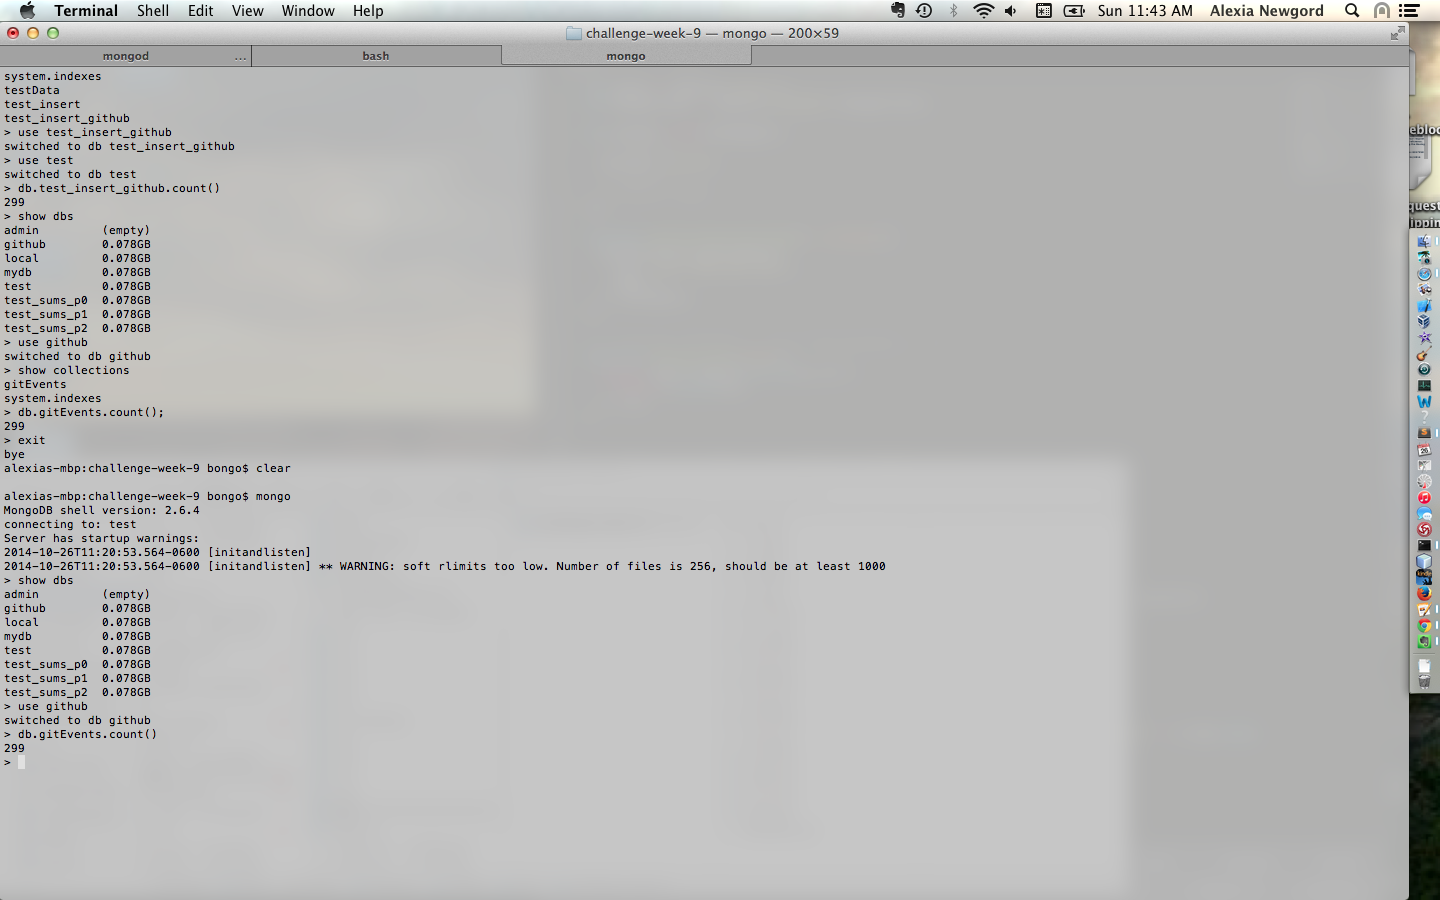 Terminal Shell Edit View Window Help Sun 11:43 AM Alexia Newgord
challenge-week-9 — mongo — 200×59
mongod ... bash mongo
system.indexes
testData
test_insert
test_insert_github
> use test_insert_github
switched to db test_insert_github
> use test
switched to db test
> db.test_insert_github.count()
299
> show dbs
admin (empty)
github 0.078GB
local 0.078GB
mydb 0.078GB
test 0.078GB
test_sums_p0 0.078GB
test_sums_p1 0.078GB
test_sums_p2 0.078GB
> use github
switched to db github
> show collections
gitEvents
system.indexes
> db.gitEvents.count();
299
> exit
bye
alexias-mbp:challenge-week-9 bongo$ clear
alexias-mbp:challenge-week-9 bongo$ mongo
MongoDB shell version: 2.6.4
connecting to: test
Server has startup warnings:
2014-10-26T11:20:53.564-0600 [initandlisten]
2014-10-26T11:20:53.564-0600 [initandlisten] ** WARNING: soft rlimits too low. Number of files is 256, should be at least 1000
> show dbs
admin (empty)
github 0.078GB
local 0.078GB
mydb 0.078GB
test 0.078GB
test_sums_p0 0.078GB
test_sums_p1 0.078GB
test_sums_p2 0.078GB
> use github
switched to db github
> db.gitEvents.count()
299
>